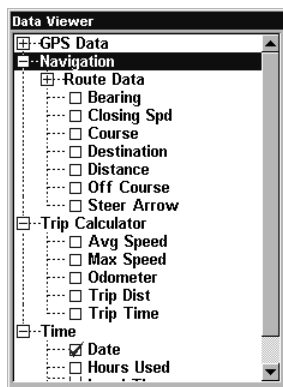 Data Viewer
GPS Data
Navigation
Route Data
Bearing
Closing Spd
Course
Destination
Distance
Off Course
Steer Arrow
Trip Calculator
Avg Speed
Max Speed
Odometer
Trip Dist
Trip Time
Time
Date
Hours Used